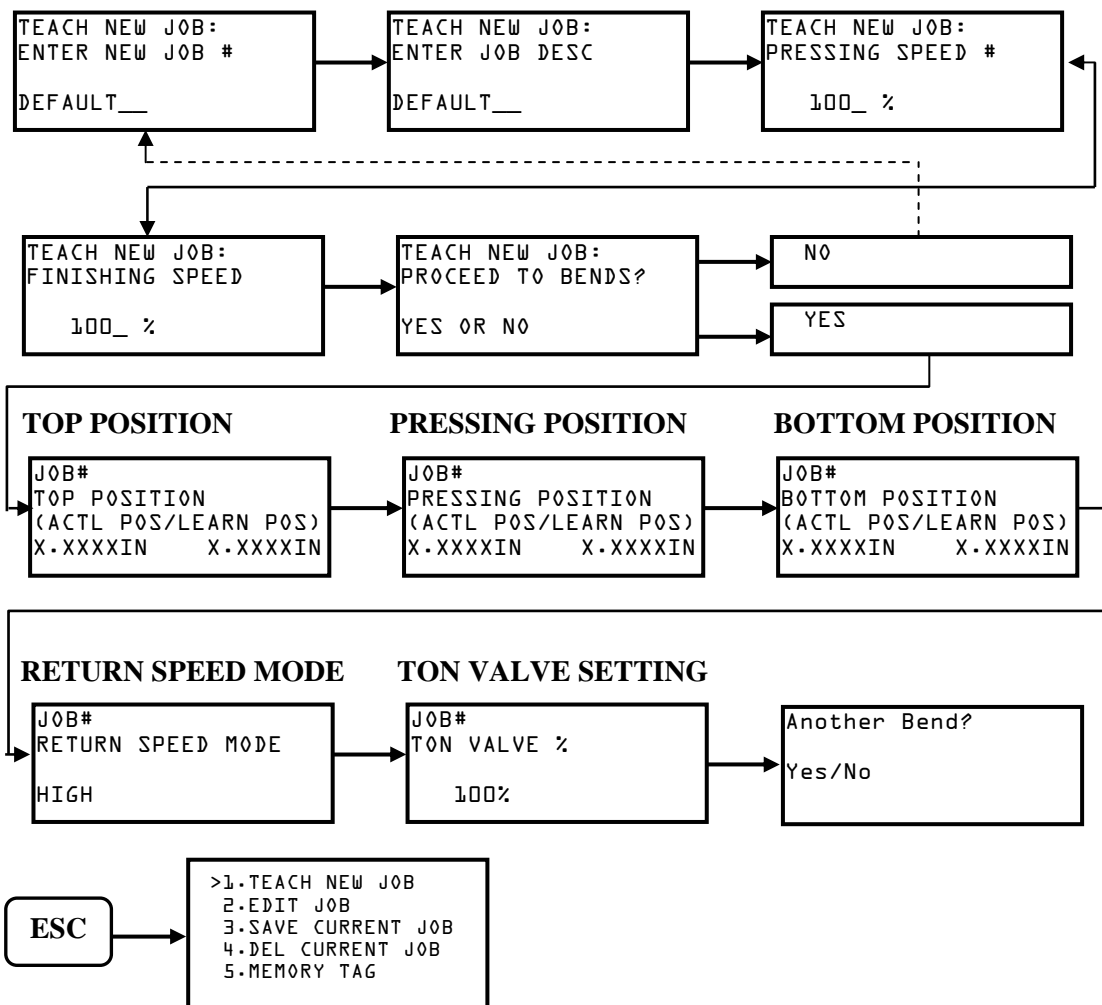 TEACH NEW JOB:
ENTER NEW JOB #
DEFAULT__
TEACH NEW JOB:
ENTER JOB DESC
DEFAULT__
TEACH NEW JOB:
PRESSING SPEED #
100_ %
TEACH NEW JOB:
FINISHING SPEED
100_ %
TEACH NEW JOB:
PROCEED TO BENDS?
YES OR NO
NO
YES
TOP POSITION
JOB#
TOP POSITION
(ACTL POS/LEARN POS)
X.XXXXIN X.XXXXIN
PRESSING POSITION
JOB#
PRESSING POSITION
(ACTL POS/LEARN POS)
X.XXXXIN X.XXXXIN
BOTTOM POSITION
JOB#
BOTTOM POSITION
(ACTL POS/LEARN POS)
X.XXXXIN X.XXXXIN
RETURN SPEED MODE
JOB#
RETURN SPEED MODE
HIGH
TON VALVE SETTING
JOB#
TON VALVE %
100%
Another Bend?
Yes/No
ESC
>1.TEACH NEW JOB
2.EDIT JOB
3.SAVE CURRENT JOB
4.DEL CURRENT JOB
5.MEMORY TAG